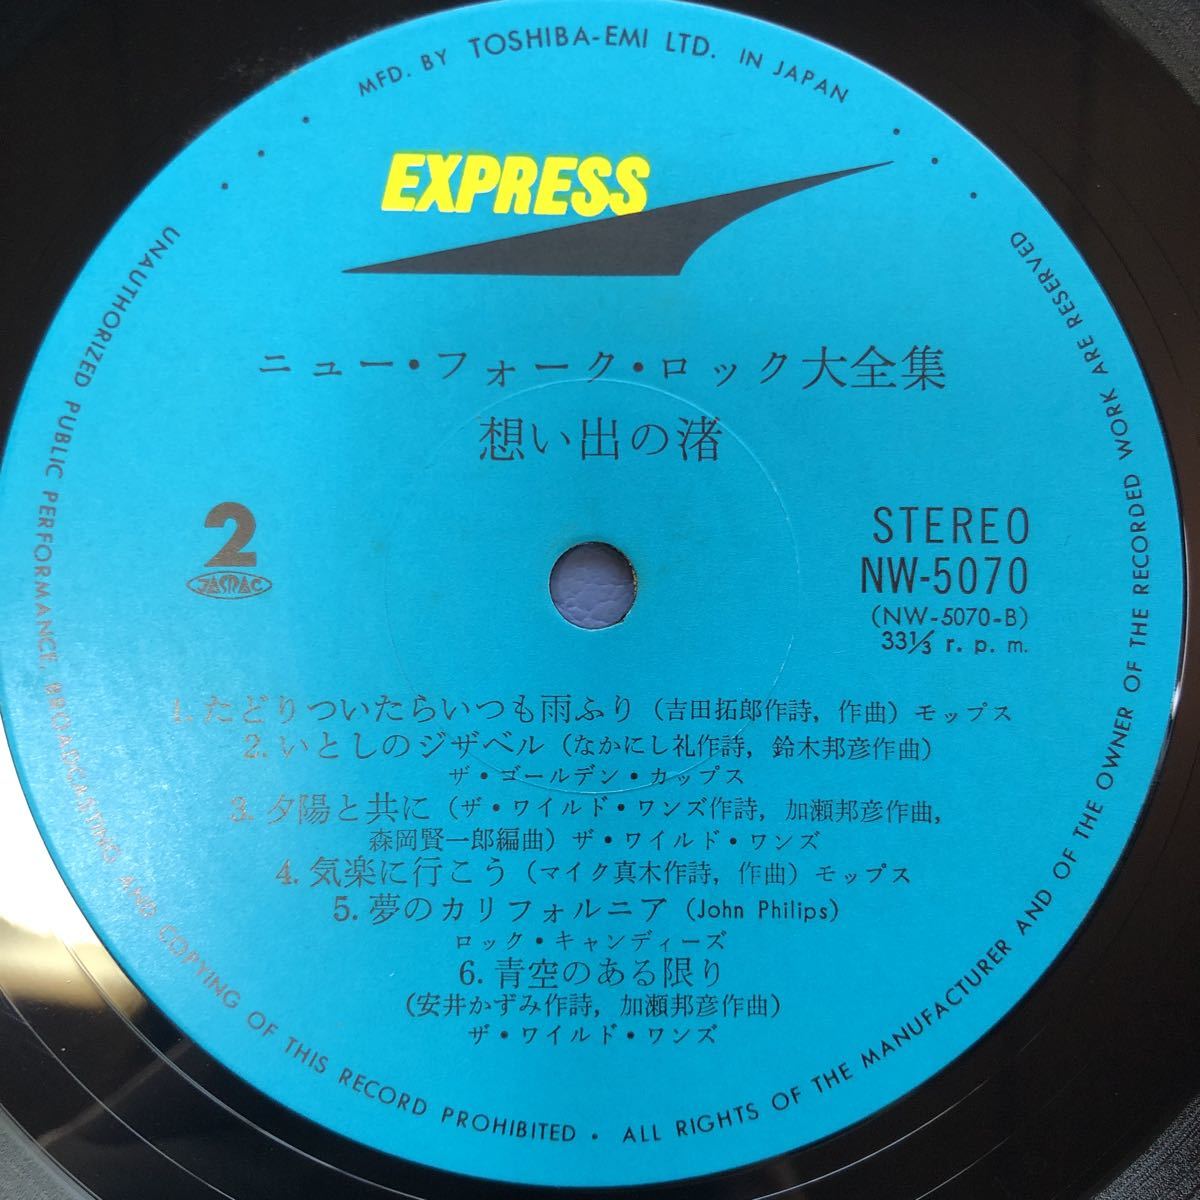 MFD. BY TOSHIBA-EMI LTD. IN JAPAN
EXPRESS
ニュー・フォーク・ロック大全集
想い出の渚
2
JASRAC
STEREO
NW-5070
(NW-5070-B)
33⅓ r. p. m.
1. たどりついたらいつも雨ふり (吉田拓郎作詩, 作曲) モップス
2. いとしのジザベル (なかにし礼作詩, 鈴木邦彦作曲)
ザ・ゴールデン・カップス
3. 夕陽と共に (ザ・ワイルド・ワンズ作詩, 加瀬邦彦作曲,
森岡賢一郎編曲) ザ・ワイルド・ワンズ
4. 気楽に行こう (マイク真木作詩, 作曲) モップス
5. 夢のカリフォルニア (John Philips)
ロック・キャンディーズ
6. 青空のある限り
(安井かずみ作詩, 加瀬邦彦作曲)
ザ・ワイルド・ワンズ
UNAUTHORIZED PUBLIC PERFORMANCE, BROADCASTING AND COPYING OF THIS RECORD PROHIBITED • ALL RIGHTS OF THE MANUFACTURER AND OF THE OWNER OF THE RECORDED WORK ARE RESERVED